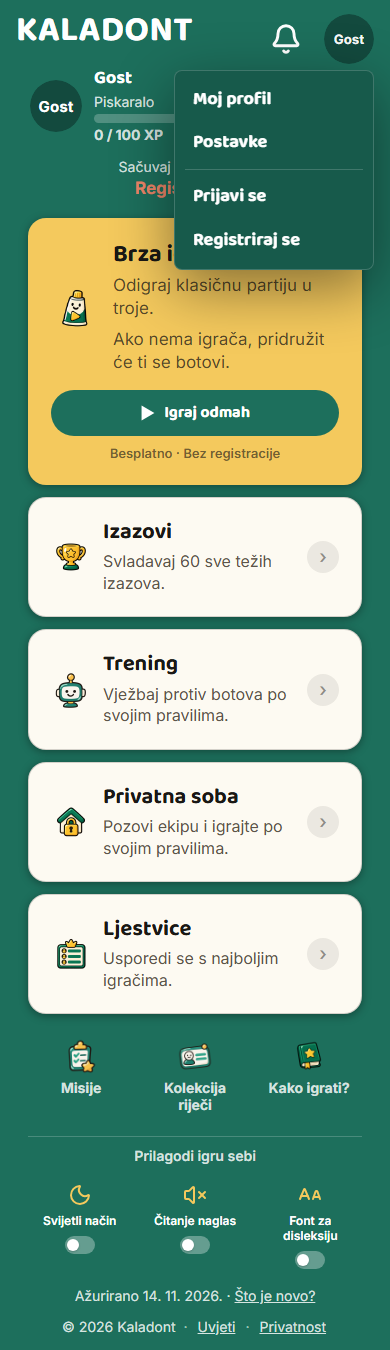 KALADONT
Gost
Gost
Gost
Piskaralo
0 / 100 XP
Sačuvaj
Moj profil
Postavke
Prijavi se
Registriraj se
Brza
Odigraj klasičnu partiju u
troje.
Ako nema igrača, pridružit
će ti se botovi.
Igraj odmah
Besplatno · Bez registracije
Izazovi
Svladavaj 60 sve težih
izazova.
Trening
Vježbaj protiv botova po
svojim pravilima.
Privatna soba
Pozovi ekipu i igrajte po
svojim pravilima.
Ljestvice
Usporedi se s najboljim
igračima.
Misije
Kolekcija
riječi
Kako igrati?
Prilagodi igru sebi
Svijetli način
Čitanje naglas
Font za
disleksiju
Ažurirano 14. 11. 2026. · Što je novo?
© 2026 Kaladont · Uvjeti · Privatnost